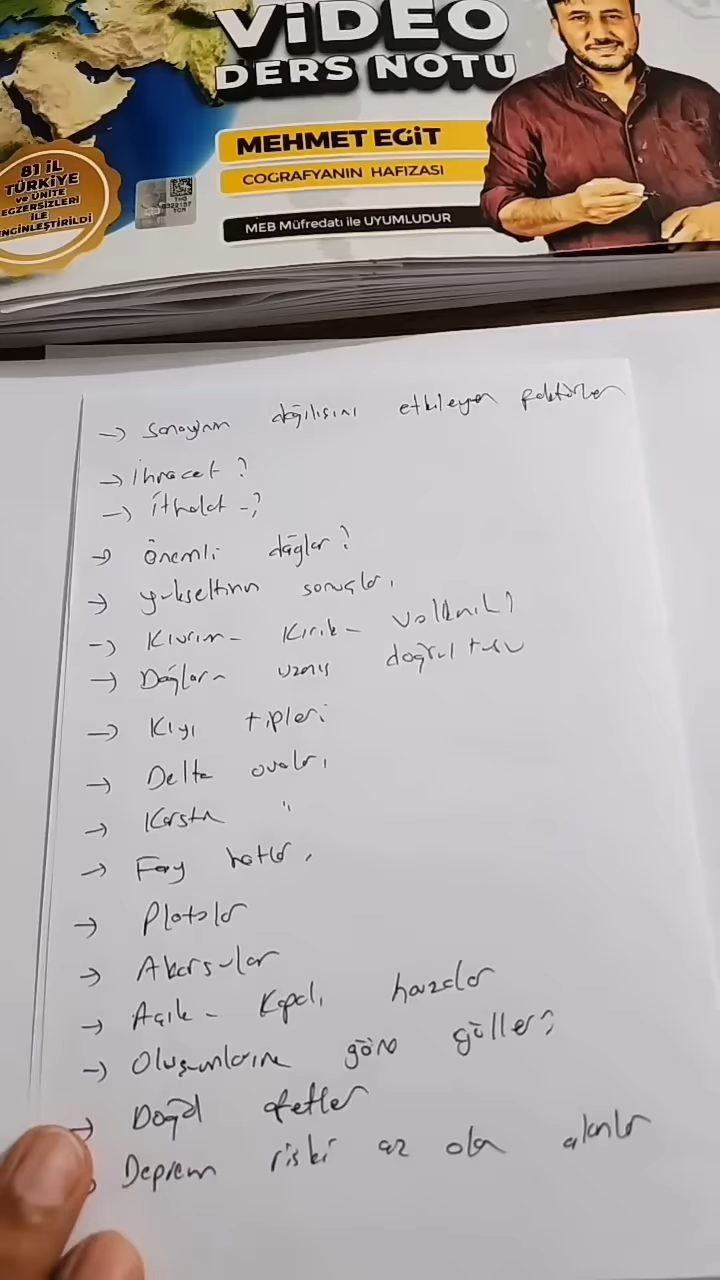 VİDEO
DERS NOTU
MEHMET EĞİT
COĞRAFYANIN HAFIZASI
MEB Müfredatı ile UYUMLUDUR
81 İL
TÜRKİYE
ve ÜNİTE
EGZERSİZLERİ
İLE
ENGİNLEŞTİRİLDİ
→ Sanayinin dağılışını etkileyen faktörler
→ İhracat ?
→ İthalat -?
→ Önemli dağlar ?
→ yükseltinin sonuçları
→ Kıvrım - Kırık - Volkanik ?
→ Dağların uzanış doğrultusu
→ Kıyı tipleri
→ Delta ovaları
→ Karstik "
→ Fay hatları
→ Platolar
→ Akarsular
→ Açık - Kapalı havzalar
→ Oluşumlarına göre göller ?
→ Doğal afetler
Deprem riski az olan alanlar